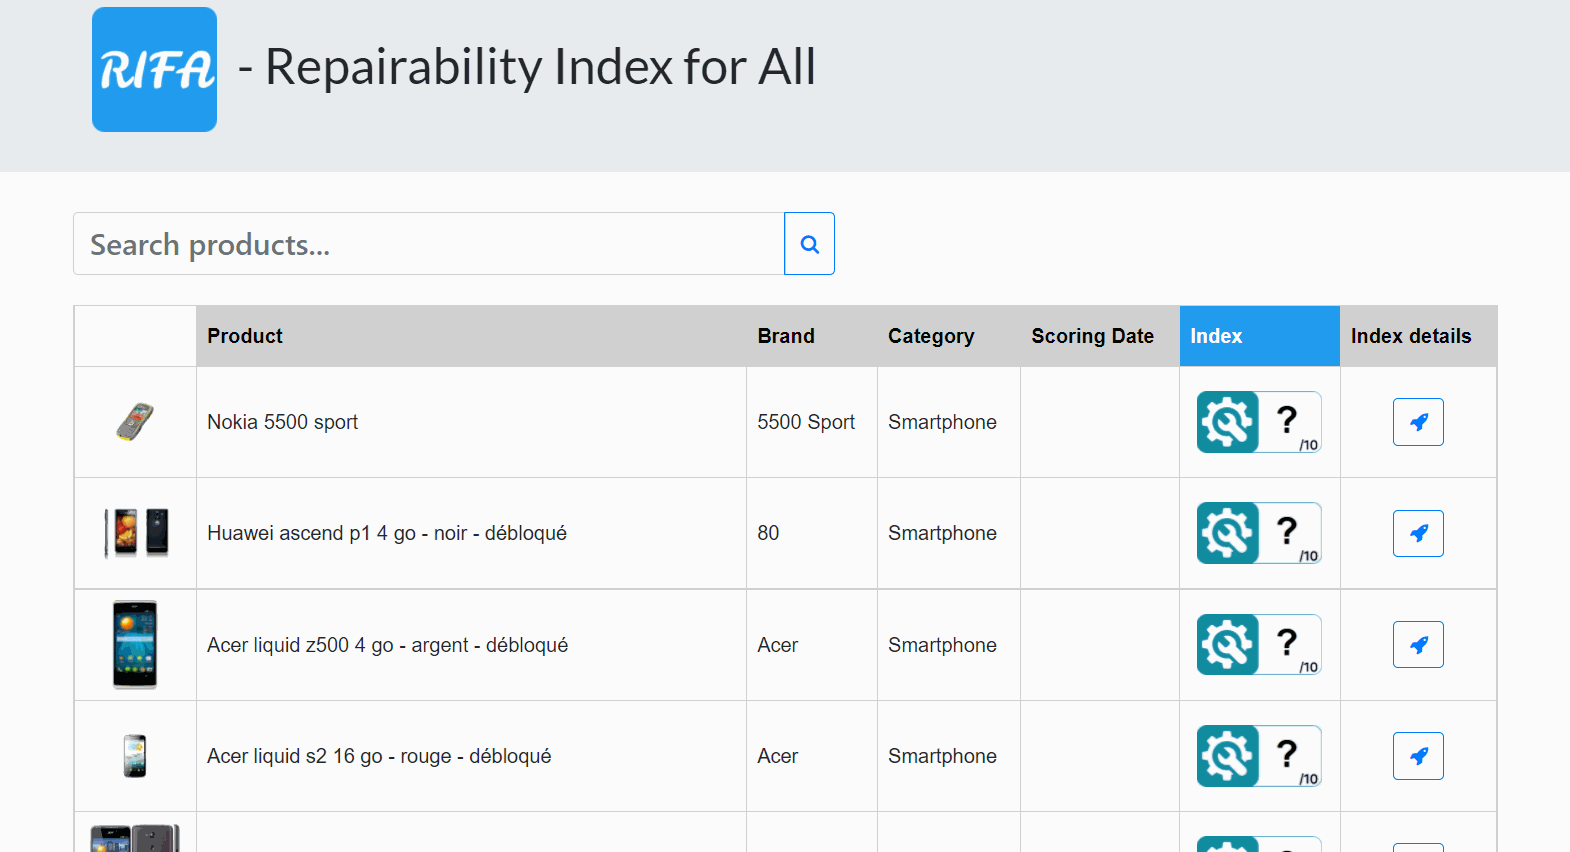 RIFA - Repairability Index for All
Search products...
Product Brand Category Scoring Date Index Index details
Nokia 5500 sport 5500 Sport Smartphone ? /10
Huawei ascend p1 4 go - noir - débloqué 80 Smartphone ? /10
Acer liquid z500 4 go - argent - débloqué Acer Smartphone ? /10
Acer liquid s2 16 go - rouge - débloqué Acer Smartphone ? /10